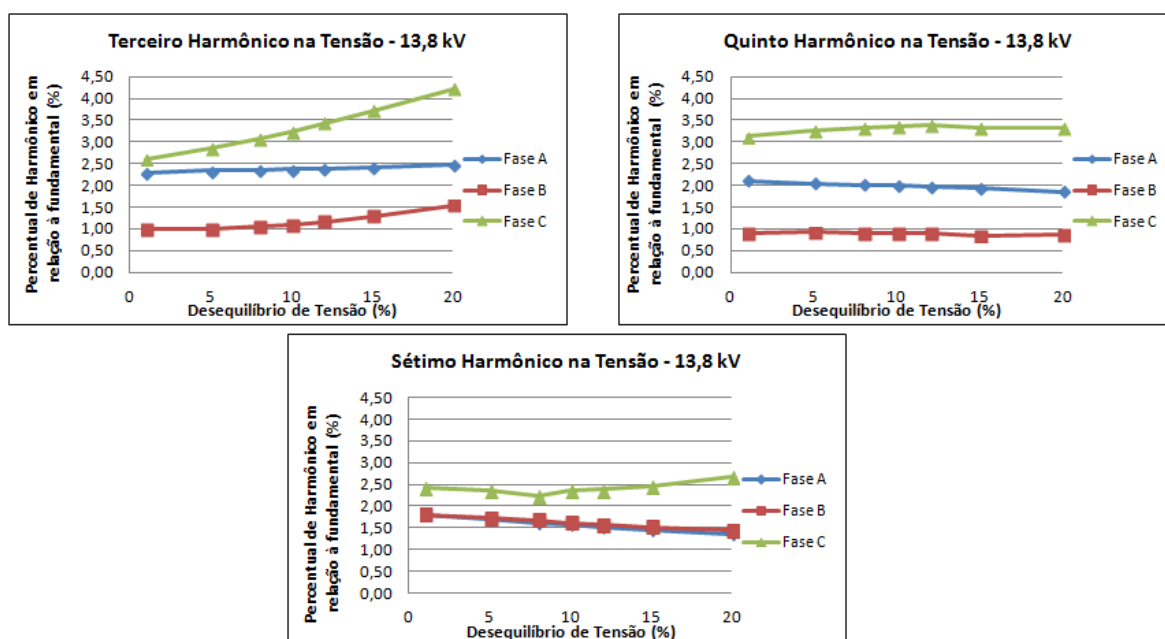 Terceiro Harmônico na Tensão - 13,8 kV
Percentual de Harmônico em
relação à fundamental (%)
4,50
4,00
3,50
3,00
2,50
2,00
1,50
1,00
0,50
0,00
0 5 10 15 20
Desequilíbrio de Tensão (%)
Fase A
Fase B
Fase C
Quinto Harmônico na Tensão - 13,8 kV
Percentual de Harmônico em
relação à fundamental (%)
4,50
4,00
3,50
3,00
2,50
2,00
1,50
1,00
0,50
0,00
0 5 10 15 20
Desequilíbrio de Tensão (%)
Fase A
Fase B
Fase C
Sétimo Harmônico na Tensão - 13,8 kV
Percentual de Harmônico em
relação à fundamental (%)
4,50
4,00
3,50
3,00
2,50
2,00
1,50
1,00
0,50
0,00
0 5 10 15 20
Desequilíbrio de Tensão (%)
Fase A
Fase B
Fase C